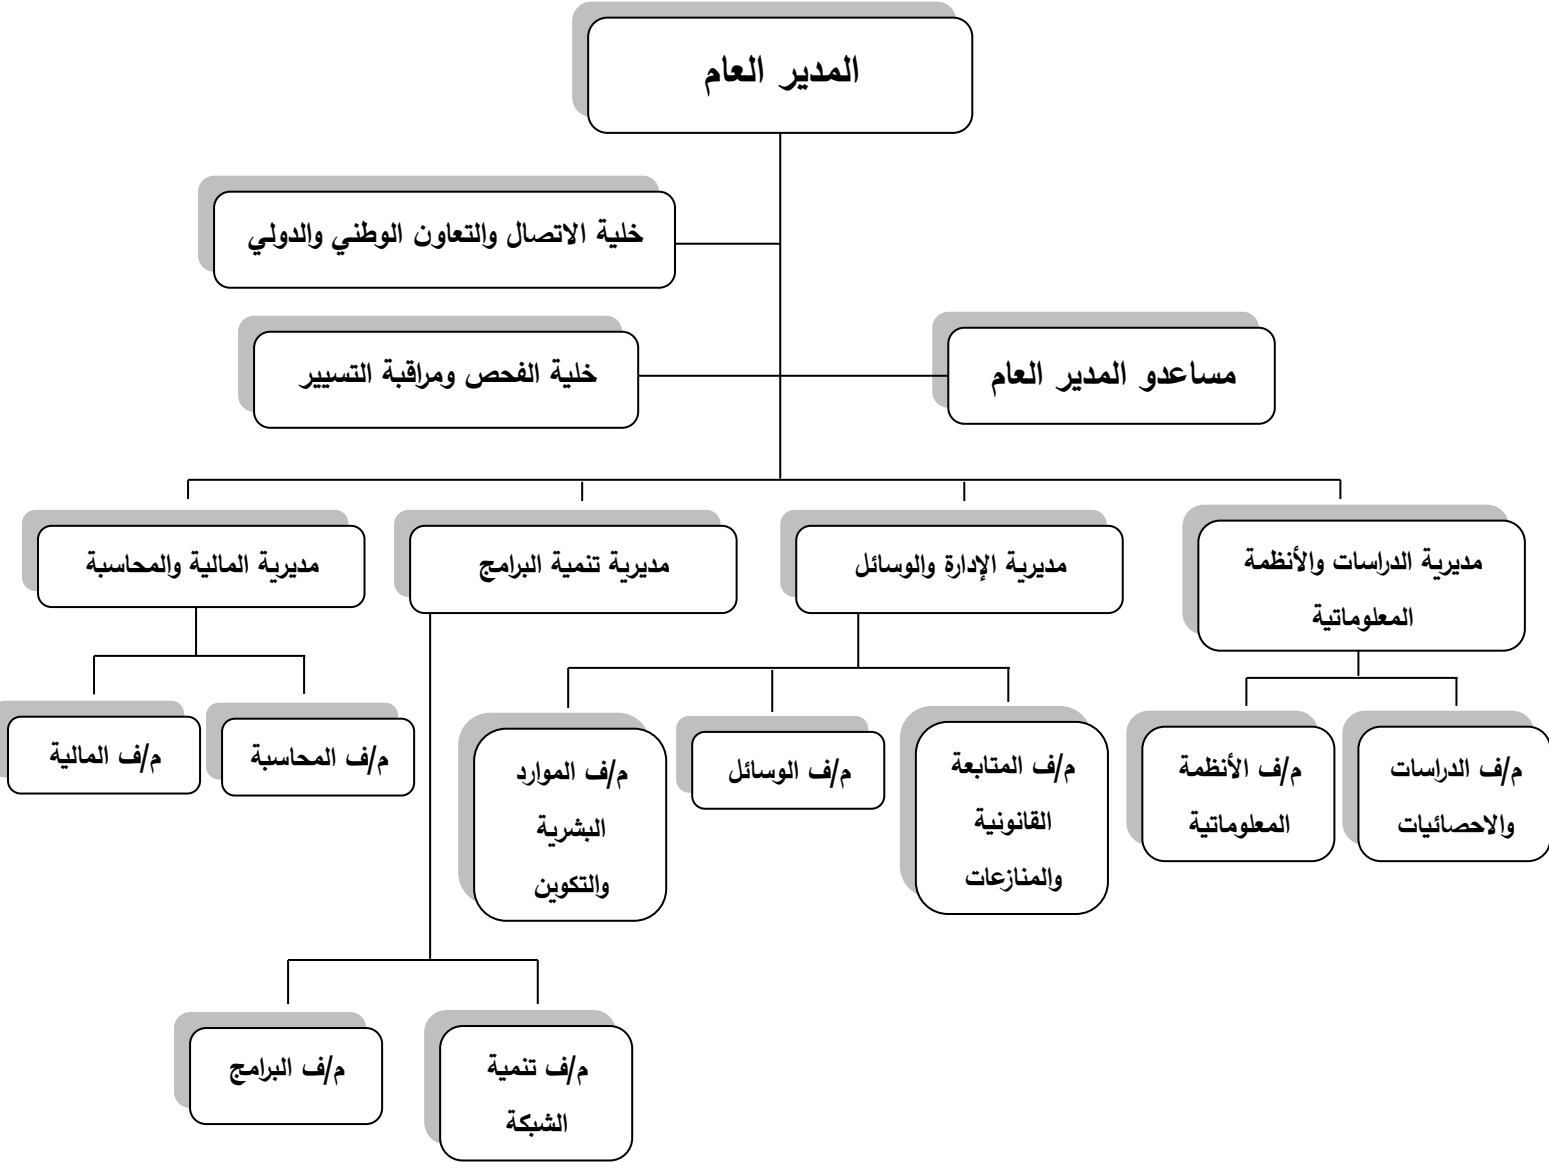 المدير العام
خلية الاتصال والتعاون الوطني والدولي
مساعدو المدير العام
خلية الفحص ومراقبة التسيير
مديرية الدراسات والأنظمة
المعلوماتية
مديرية الإدارة والوسائل
مديرية تنمية البرامج
مديرية المالية والمحاسبة
م/ف الدراسات
والاحصائيات
م/ف الأنظمة
المعلوماتية
م/ف المتابعة
القانونية
والمنازعات
م/ف الوسائل
م/ف الموارد
البشرية
والتكوين
م/ف المحاسبة
م/ف المالية
م/ف تنمية
الشبكة
م/ف البرامج